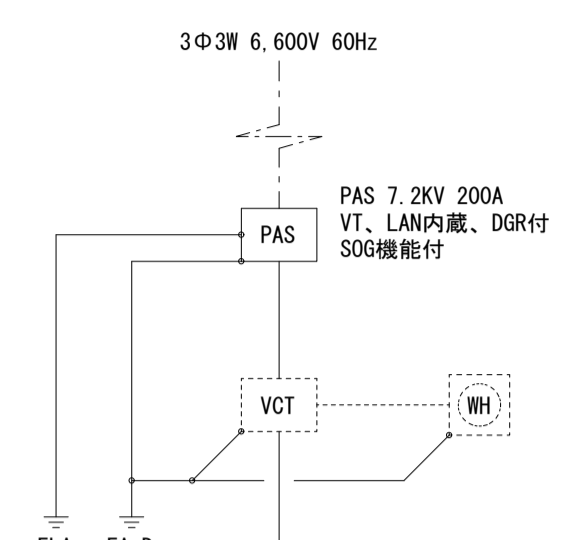 3Φ3W 6,600V 60Hz
PAS 7.2KV 200A
VT、LAN内蔵、DGR付
SOG機能付
PAS
VCT
WH